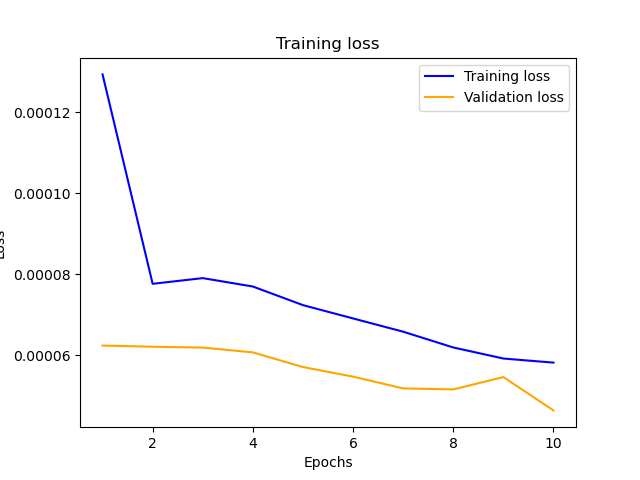 Training loss
Training loss
Validation loss
0.00012
0.00010
0.00008
0.00006
Loss
2 4 6 8 10
Epochs